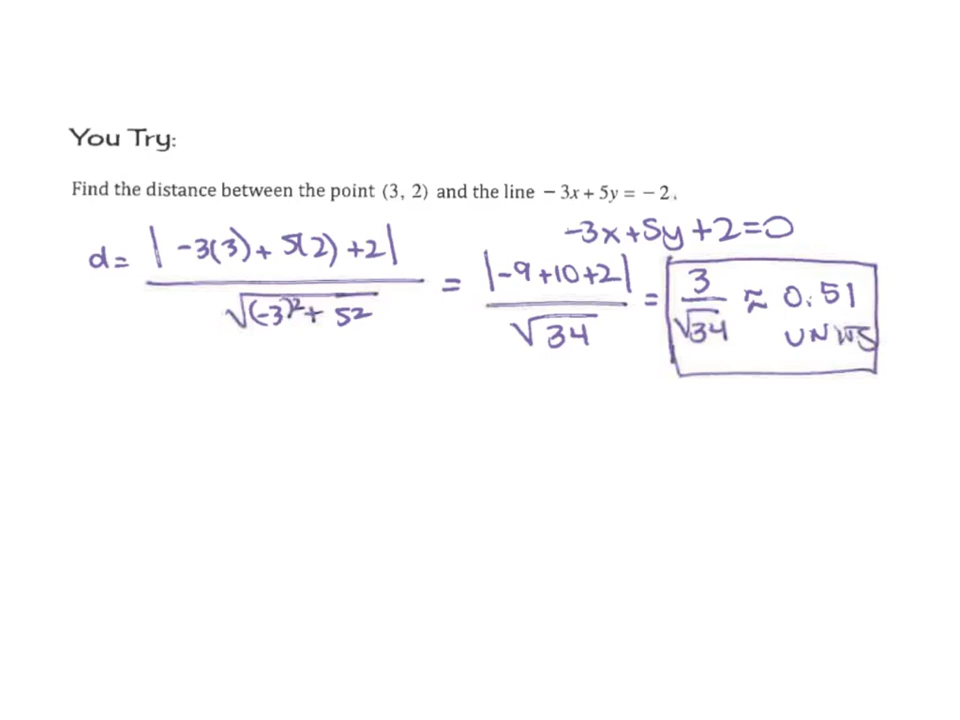 You Try:
Find the distance between the point (3, 2) and the line − 3x + 5y = − 2.
-3x+5y+2=0
d= |-3(3)+5(2)+2| / √(-3)²+52 = |-9+10+2| / √34 = 3/√34 ≈ 0.51
UNITS